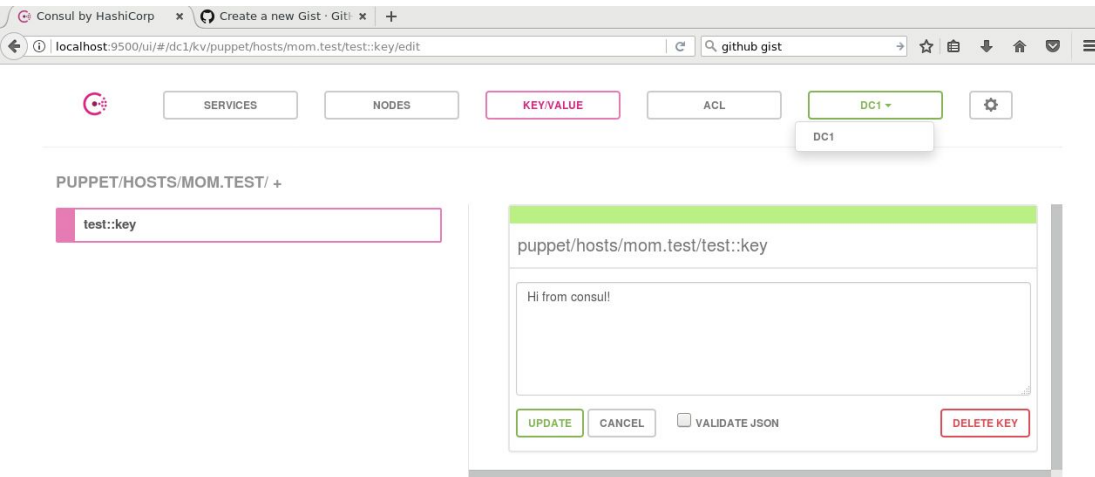 Consul by HashiCorp × Create a new Gist · Gitl × +
localhost:9500/ui/#/dc1/kv/puppet/hosts/mom.test/test::key/edit github gist
SERVICES NODES KEY/VALUE ACL DC1
DC1
PUPPET/HOSTS/MOM.TEST/ +
test::key
puppet/hosts/mom.test/test::key
Hi from consul!
UPDATE CANCEL VALIDATE JSON DELETE KEY